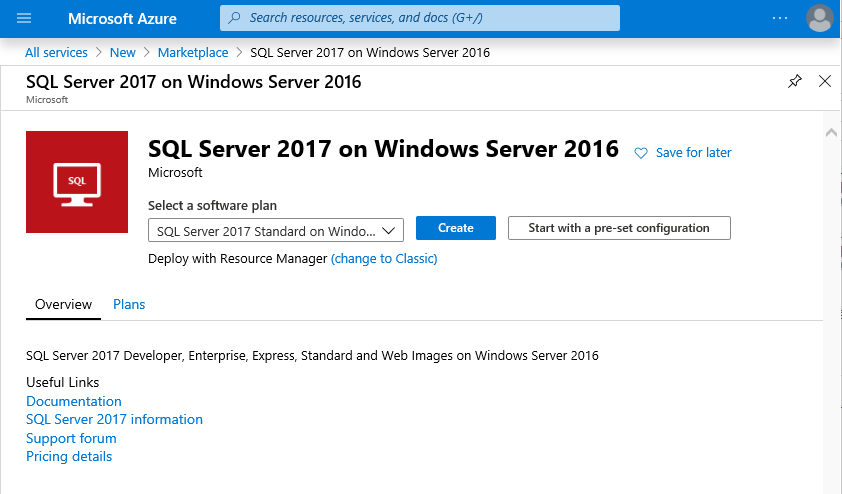 Microsoft Azure
Search resources, services, and docs (G+/)
All services > New > Marketplace > SQL Server 2017 on Windows Server 2016
SQL Server 2017 on Windows Server 2016
Microsoft
SQL
SQL Server 2017 on Windows Server 2016
Save for later
Microsoft
Select a software plan
SQL Server 2017 Standard on Windo...
Create
Start with a pre-set configuration
Deploy with Resource Manager (change to Classic)
Overview
Plans
SQL Server 2017 Developer, Enterprise, Express, Standard and Web Images on Windows Server 2016
Useful Links
Documentation
SQL Server 2017 information
Support forum
Pricing details